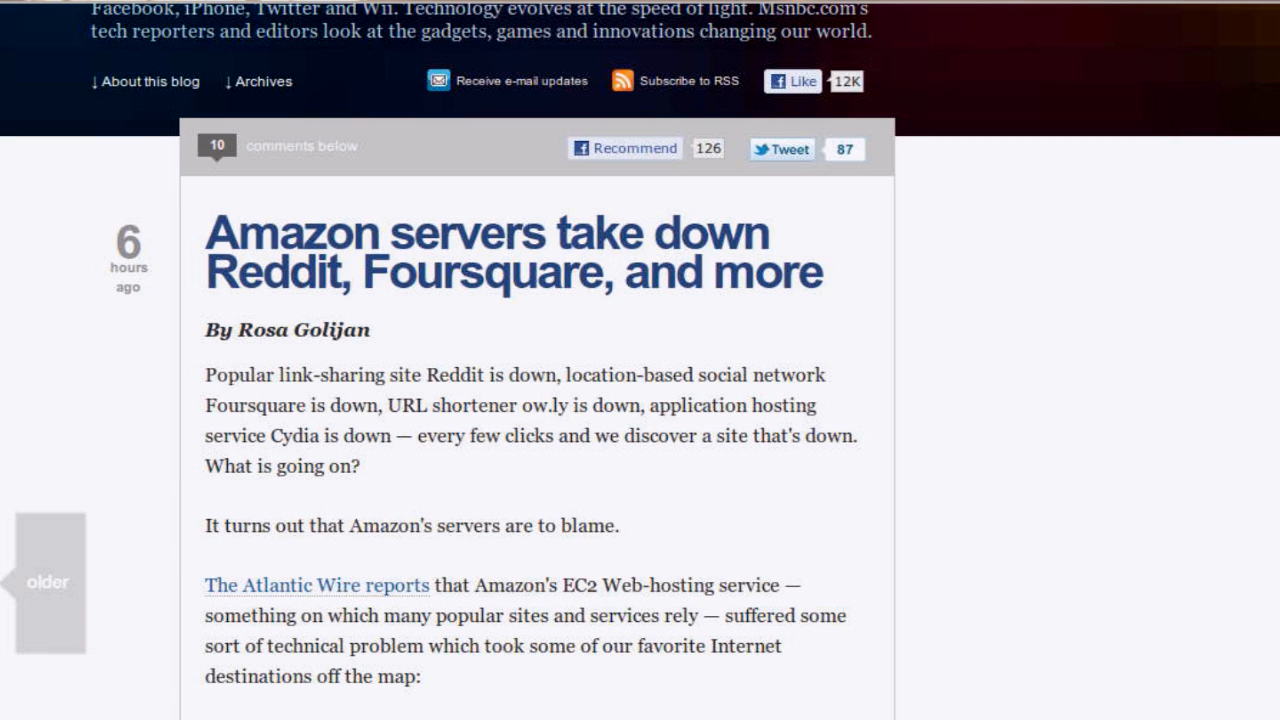 Facebook, iPhone, Twitter and Wii. Technology evolves at the speed of light. Msnbc.com's
tech reporters and editors look at the gadgets, games and innovations changing our world.
↓ About this blog ↓ Archives Receive e-mail updates Subscribe to RSS Like 12K
10 comments below Recommend 126 Tweet 87
6
hours
ago
Amazon servers take down
Reddit, Foursquare, and more
By Rosa Golijan
Popular link-sharing site Reddit is down, location-based social network
Foursquare is down, URL shortener ow.ly is down, application hosting
service Cydia is down — every few clicks and we discover a site that's down.
What is going on?
It turns out that Amazon's servers are to blame.
older
The Atlantic Wire reports that Amazon's EC2 Web-hosting service —
something on which many popular sites and services rely — suffered some
sort of technical problem which took some of our favorite Internet
destinations off the map: